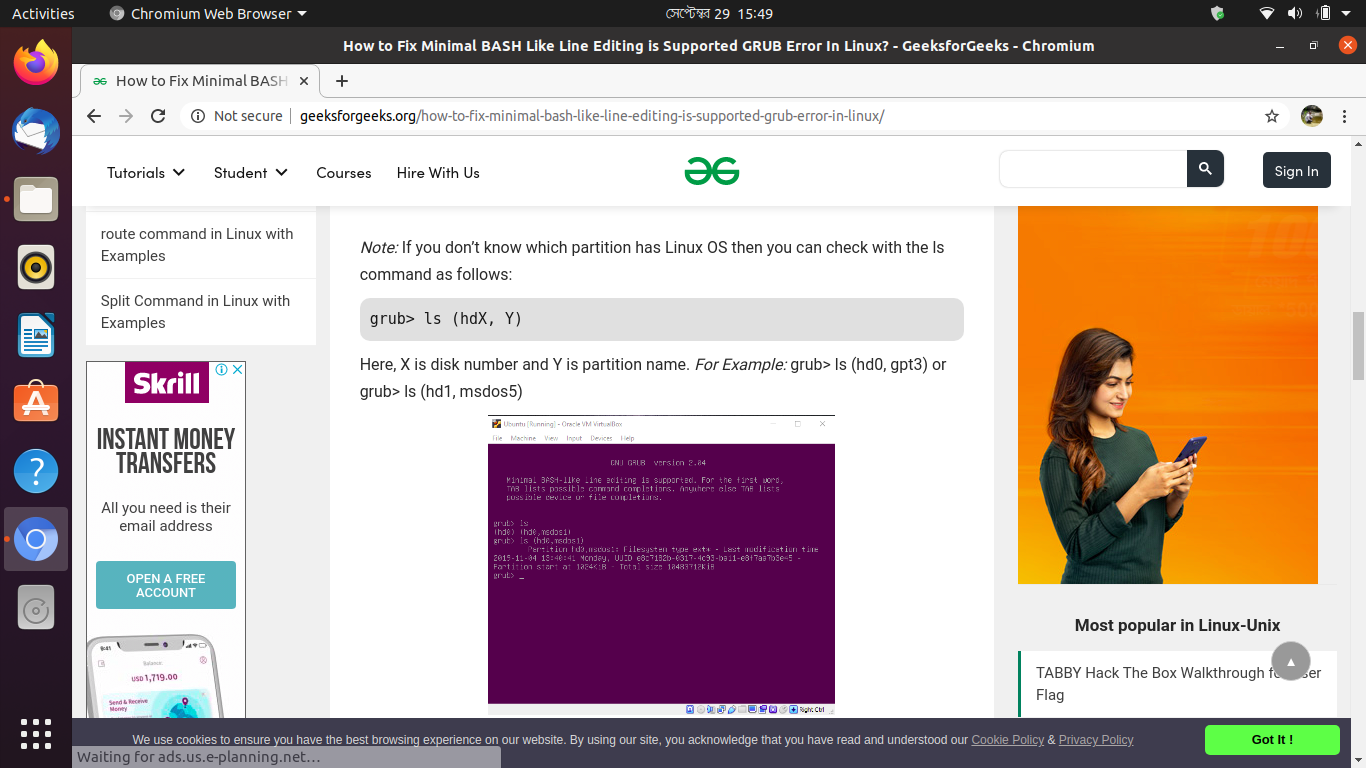 Activities
Chromium Web Browser
সেপ্টেম্বর 29 15:49
How to Fix Minimal BASH Like Line Editing is Supported GRUB Error In Linux? - GeeksforGeeks - Chromium
How to Fix Minimal BASH
Not secure
geeksforgeeks.org/how-to-fix-minimal-bash-like-line-editing-is-supported-grub-error-in-linux/
Tutorials
Student
Courses
Hire With Us
Sign In
route command in Linux with
Examples
Split Command in Linux with
Examples
Skrill
INSTANT MONEY
TRANSFERS
All you need is their
email address
OPEN A FREE
ACCOUNT
9:41
Balance:
USD 1,719.00
Send & Receive
Money
Note: If you don’t know which partition has Linux OS then you can check with the ls
command as follows:
grub> ls (hdX, Y)
Here, X is disk number and Y is partition name. For Example: grub> ls (hd0, gpt3) or
grub> ls (hd1, msdos5)
Ubuntu [Running] - Oracle VM VirtualBox
File Machine View Input Devices Help
GNU GRUB version 2.04
Minimal BASH-like line editing is supported. For the first word,
TAB lists possible command completions. Anywhere else TAB lists
possible device or file completions.
grub> ls
(hd0) (hd0,msdos1)
grub> ls (hd0,msdos1)
Partition hd0,msdos1: Filesystem type ext* - Last modification time
2019-11-04 13:40:41 Monday, UUID
Partition start at 1024KiB - Total size 10483712KiB
grub> _
Right Ctrl
Most popular in Linux-Unix
TABBY Hack The Box Walkthrough for User
Flag
We use cookies to ensure you have the best browsing experience on our website. By using our site, you acknowledge that you have read and understood our Cookie Policy & Privacy Policy
Got It !
Waiting for ads.us.e-planning.net…